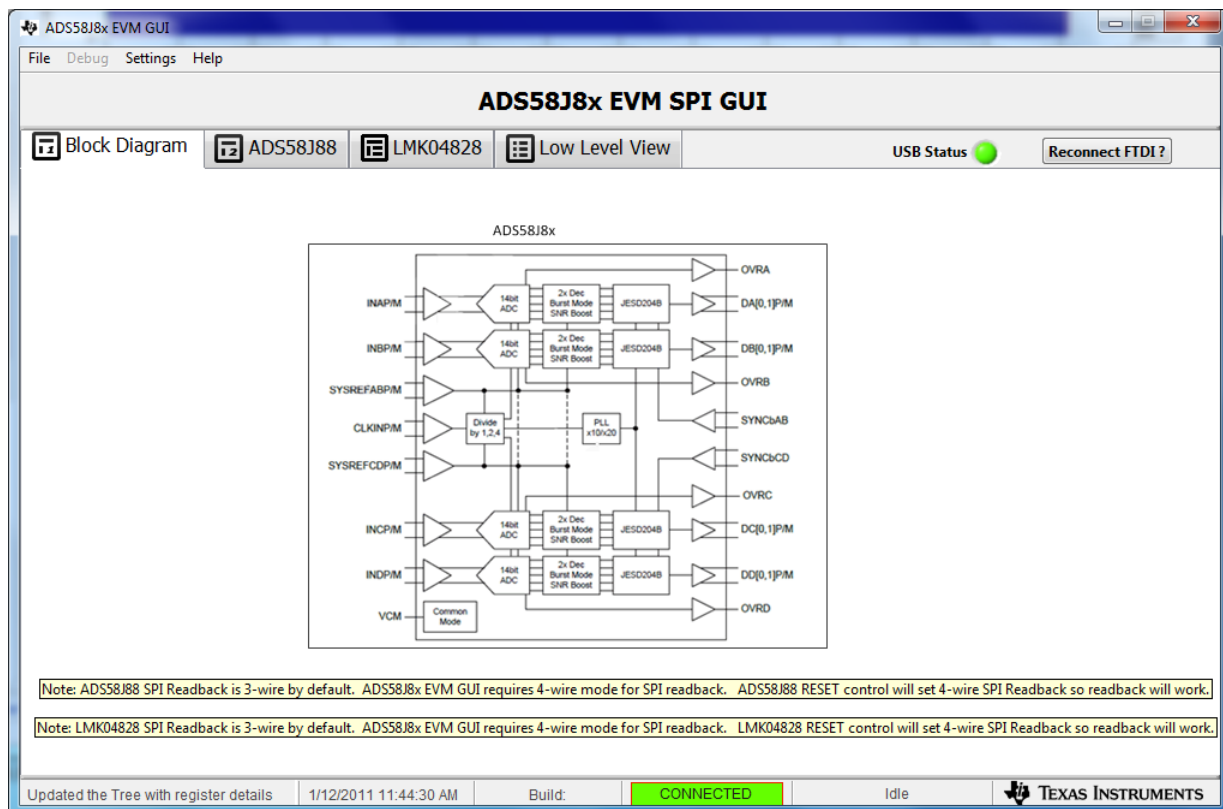 ADS58J8x EVM GUI
File Debug Settings Help
ADS58J8x EVM SPI GUI
Block Diagram
ADS58J88
LMK04828
Low Level View
USB Status
Reconnect FTDI ?
ADS58J8x
OVRA
INAP/M
14bit
ADC
2x Dec
Burst Mode
SNR Boost
JESD204B
DA[0,1]P/M
INBP/M
14bit
ADC
2x Dec
Burst Mode
SNR Boost
JESD204B
DB[0,1]P/M
SYSREFABP/M
OVRB
CLKINP/M
Divide
by 1,2,4
PLL
x10/x20
SYNCbAB
SYSREFCDP/M
SYNCbCD
OVRC
INCP/M
14bit
ADC
2x Dec
Burst Mode
SNR Boost
JESD204B
DC[0,1]P/M
INDP/M
14bit
ADC
2x Dec
Burst Mode
SNR Boost
JESD204B
DD[0,1]P/M
VCM
Common
Mode
OVRD
Note: ADS58J88 SPI Readback is 3-wire by default. ADS58J8x EVM GUI requires 4-wire mode for SPI readback. ADS58J88 RESET control will set 4-wire SPI Readback so readback will work.
Note: LMK04828 SPI Readback is 3-wire by default. ADS58J8x EVM GUI requires 4-wire mode for SPI readback. LMK04828 RESET control will set 4-wire SPI Readback so readback will work.
Updated the Tree with register details
1/12/2011 11:44:30 AM
Build:
CONNECTED
Idle
TEXAS INSTRUMENTS